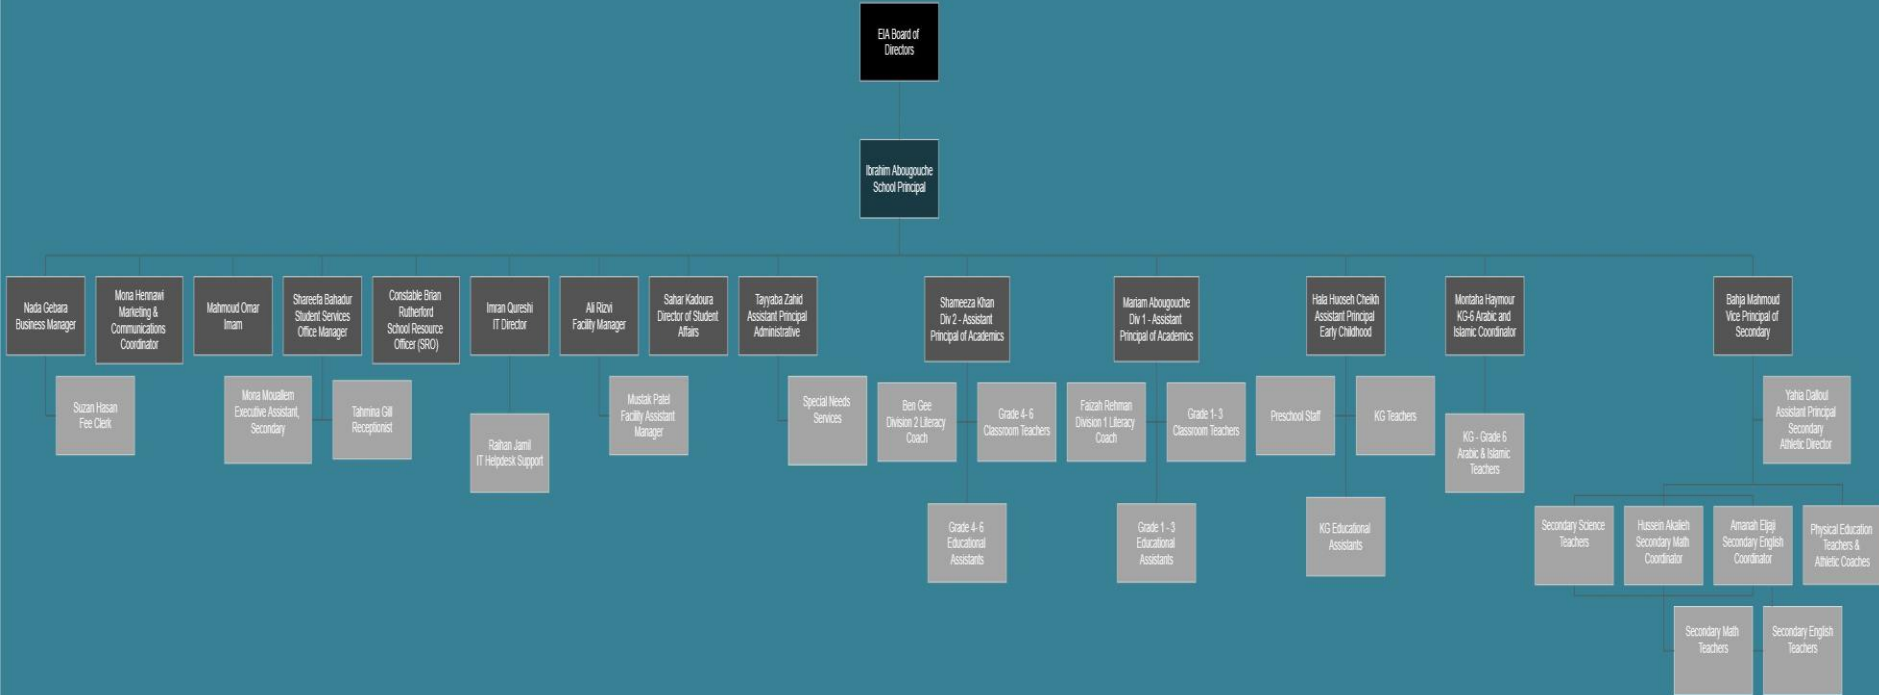 EIA Board of
Directors
Ibrahim Abougouche
School Principal
Nada Gebara
Business Manager
Mona Hennawi
Marketing &
Communications
Coordinator
Mahmoud Omar
Imam
Shareefa Bahadur
Student Services
Office Manager
Constable Brian
Rutherford
School Resource
Officer (SRO)
Imran Qureshi
IT Director
Ali Rizvi
Facility Manager
Sahar Kadoura
Director of Student
Affairs
Tayyaba Zahid
Assistant Principal
Administrative
Shameeza Khan
Div 2 - Assistant
Principal of Academics
Mariam Abougouche
Div 1 - Assistant
Principal of Academics
Hala Huoseh Cheikh
Assistant Principal
Early Childhood
Montaha Haymour
KG-6 Arabic and
Islamic Coordinator
Bahja Mahmoud
Vice Principal of
Secondary
Suzan Hasan
Fee Clerk
Mona Mouallem
Executive Assistant,
Secondary
Tahmina Gill
Receptionist
Raihan Jamil
IT Helpdesk Support
Mustak Patel
Facility Assistant
Manager
Special Needs
Services
Ben Gee
Division 2 Literacy
Coach
Grade 4- 6
Classroom Teachers
Faizah Rehman
Division 1 Literacy
Coach
Grade 1- 3
Classroom Teachers
Preschool Staff
KG Teachers
KG - Grade 6
Arabic & Islamic
Teachers
Yahia Dalloul
Assistant Principal
Secondary
Athletic Director
Grade 4- 6
Educational
Assistants
Grade 1 - 3
Educational
Assistants
KG Educational
Assistants
Secondary Science
Teachers
Hussein Akaileh
Secondary Math
Coordinator
Amanah Eljaji
Secondary English
Coordinator
Physical Education
Teachers &
Athletic Coaches
Secondary Math
Teachers
Secondary English
Teachers